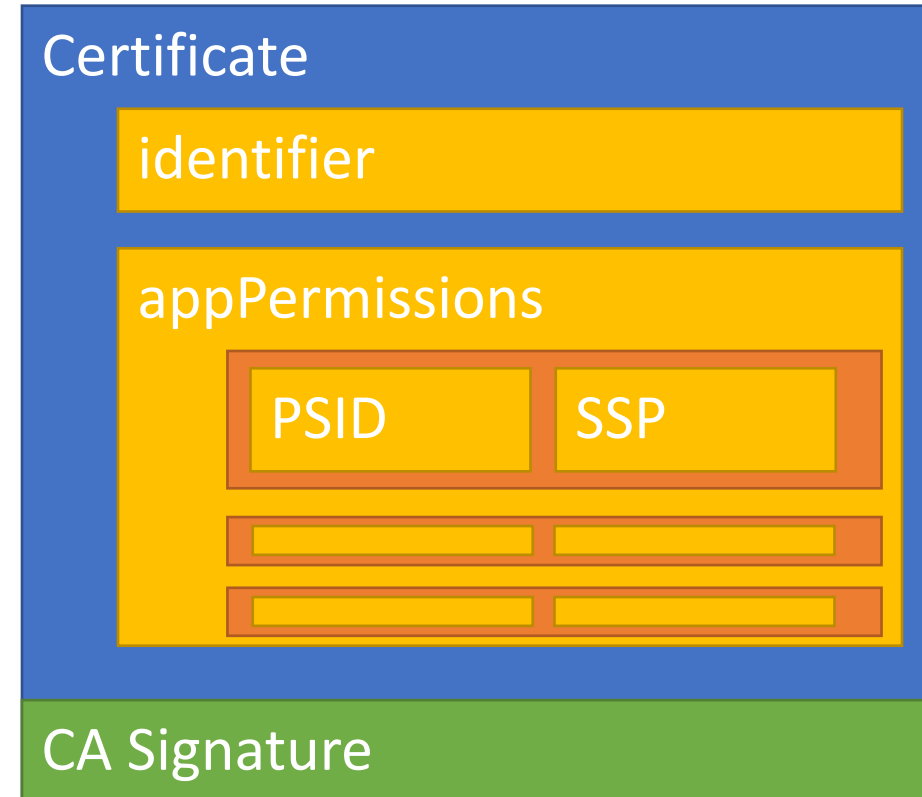 Certificate
identifier
appPermissions
PSID SSP
CA Signature